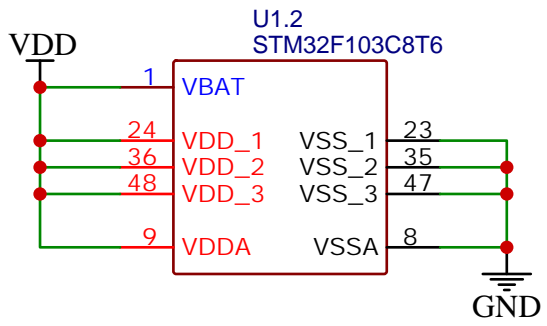 U1.2
STM32F103C8T6
VDD
1 VBAT
24 VDD_1 VSS_1 23
36 VDD_2 VSS_2 35
48 VDD_3 VSS_3 47
9 VDDA VSSA 8
GND